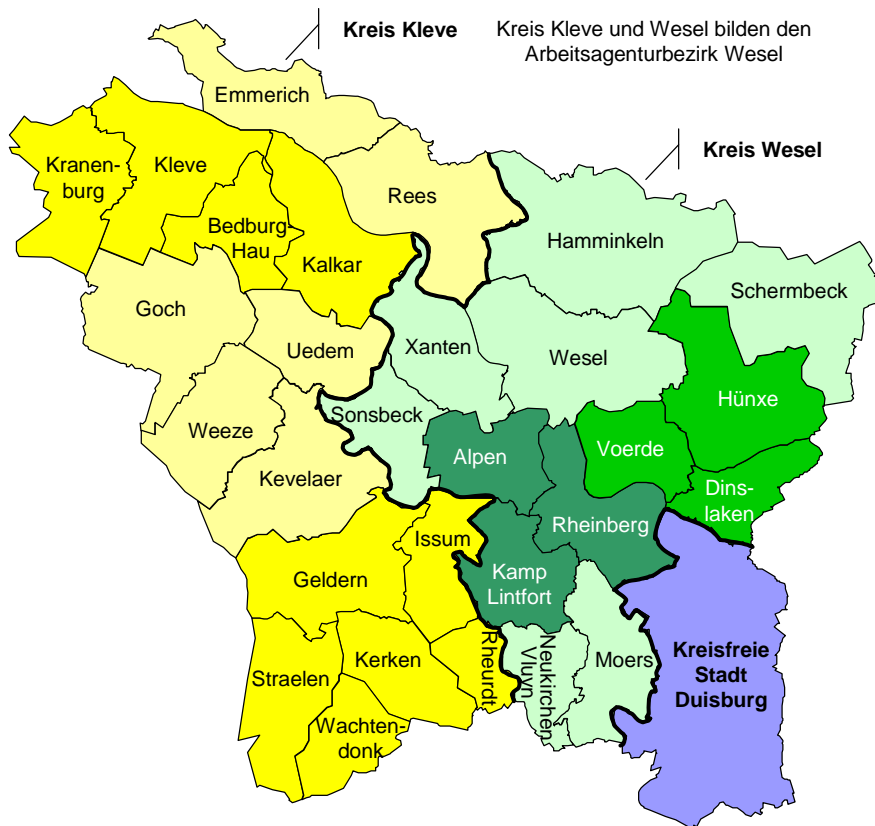 Kreis Kleve
Kreis Kleve und Wesel bilden den
Arbeitsagenturbezirk Wesel
Emmerich
Kreis Wesel
Kranen-
burg
Kleve
Rees
Bedburg-
Hau
Kalkar
Hamminkeln
Schermbeck
Goch
Uedem
Xanten
Wesel
Hünxe
Sonsbeck
Weeze
Alpen
Voerde
Kevelaer
Dins-
laken
Issum
Rheinberg
Geldern
Kamp
Lintfort
Rheurdt
Neukirchen
Vluyn
Moers
Kerken
Straelen
Kreisfreie
Stadt
Duisburg
Wachten-
donk